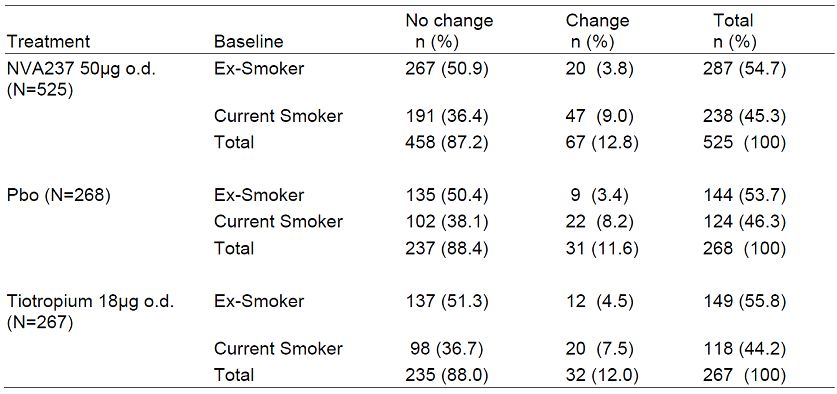 No change Change Total
Treatment Baseline n (%) n (%) n (%)
NVA237 50µg o.d. Ex-Smoker 267 (50.9) 20 (3.8) 287 (54.7)
(N=525)
Current Smoker 191 (36.4) 47 (9.0) 238 (45.3)
Total 458 (87.2) 67 (12.8) 525 (100)
Pbo (N=268) Ex-Smoker 135 (50.4) 9 (3.4) 144 (53.7)
Current Smoker 102 (38.1) 22 (8.2) 124 (46.3)
Total 237 (88.4) 31 (11.6) 268 (100)
Tiotropium 18µg o.d. Ex-Smoker 137 (51.3) 12 (4.5) 149 (55.8)
(N=267)
Current Smoker 98 (36.7) 20 (7.5) 118 (44.2)
Total 235 (88.0) 32 (12.0) 267 (100)